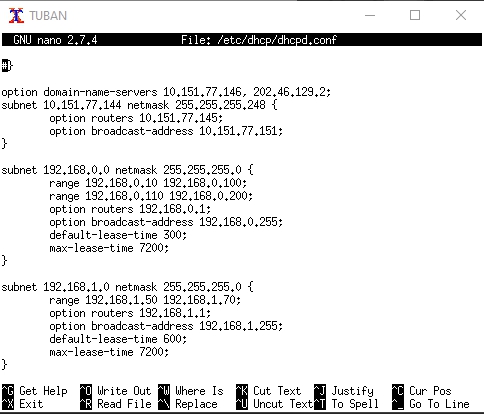 TUBAN
GNU nano 2.7.4 File: /etc/dhcp/dhcpd.conf
#}
option domain-name-servers 10.151.77.146, 202.46.129.2;
subnet 10.151.77.144 netmask 255.255.255.248 {
        option routers 10.151.77.145;
        option broadcast-address 10.151.77.151;
}
subnet 192.168.0.0 netmask 255.255.255.0 {
        range 192.168.0.10 192.168.0.100;
        range 192.168.0.110 192.168.0.200;
        option routers 192.168.0.1;
        option broadcast-address 192.168.0.255;
        default-lease-time 300;
        max-lease-time 7200;
}
subnet 192.168.1.0 netmask 255.255.255.0 {
        range 192.168.1.50 192.168.1.70;
        option routers 192.168.1.1;
        option broadcast-address 192.168.1.255;
        default-lease-time 600;
        max-lease-time 7200;
}
^G Get Help ^O Write Out ^W Where Is ^K Cut Text ^J Justify ^C Cur Pos
^X Exit ^R Read File ^\ Replace ^U Uncut Text ^T To Spell ^_ Go To Line